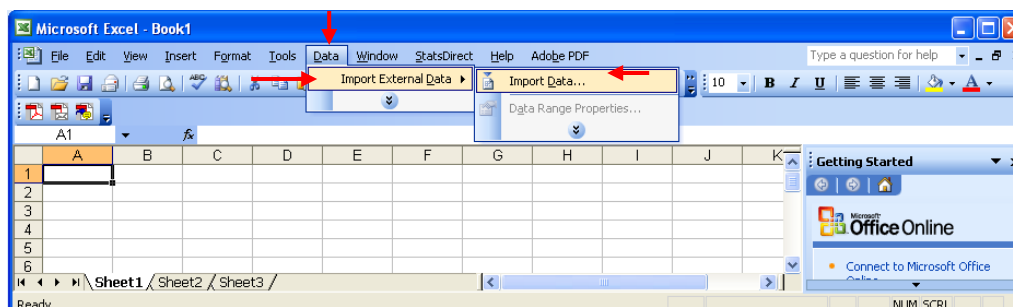 Microsoft Excel - Book1
File Edit View Insert Format Tools Data Window StatsDirect Help Adobe PDF Type a question for help
Import External Data Import Data... 10 B I U A
Data Range Properties...
A1 fx
A B C D E F G H I J K
Getting Started
1
2
3
Microsoft
Office Online
4
5
Connect to Microsoft Office
6
Sheet1 Sheet2 Sheet3
Ready NUM SCRL